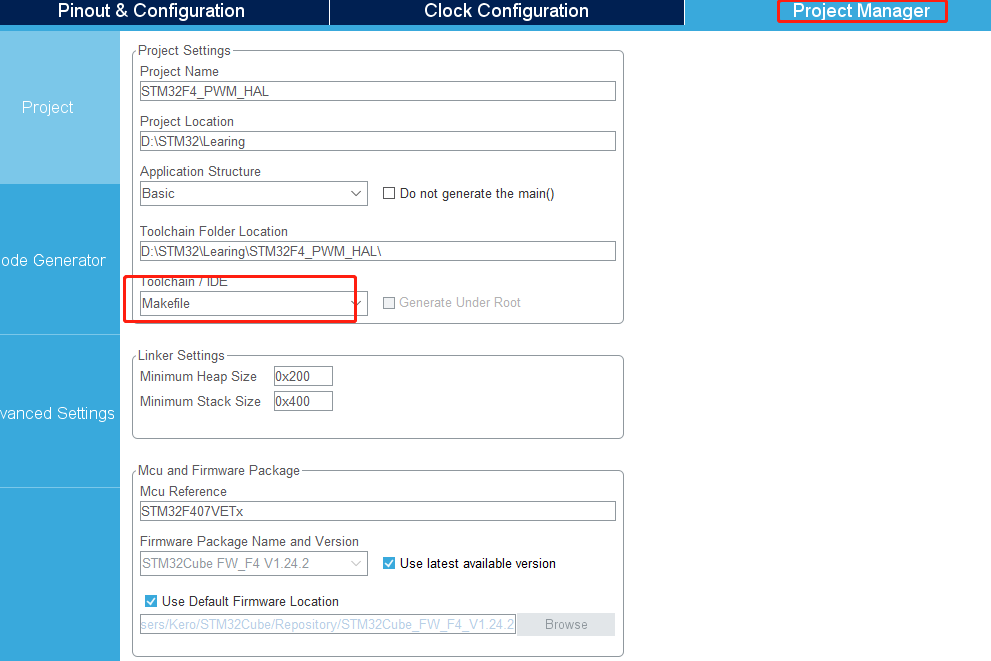 Pinout & Configuration
Clock Configuration
Project Manager
Project
ode Generator
vanced Settings
Project Settings
Project Name
STM32F4_PWM_HAL
Project Location
D:\STM32\Learing
Application Structure
Basic
Do not generate the main()
Toolchain Folder Location
D:\STM32\Learing\STM32F4_PWM_HAL\
Toolchain / IDE
Makefile
Generate Under Root
Linker Settings
Minimum Heap Size
0x200
Minimum Stack Size
0x400
Mcu and Firmware Package
Mcu Reference
STM32F407VETx
Firmware Package Name and Version
STM32Cube FW_F4 V1.24.2
Use latest available version
Use Default Firmware Location
sers/Kero/STM32Cube/Repository/STM32Cube_FW_F4_V1.24.2
Browse